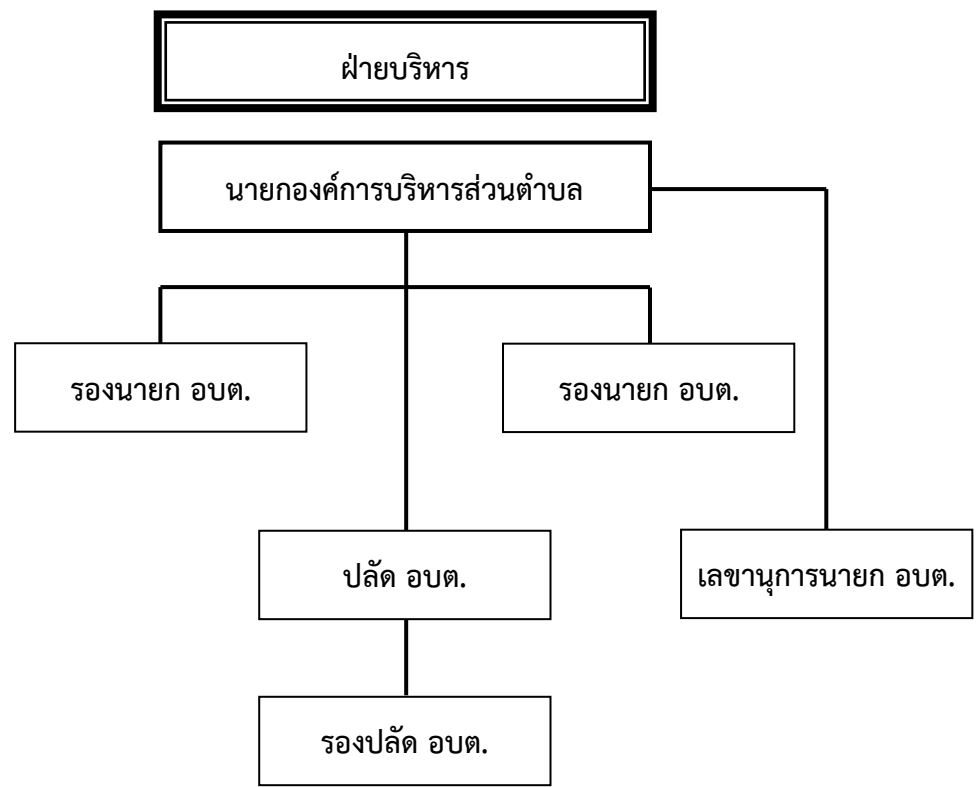 ฝ่ายบริหาร
นายกองค์การบริหารส่วนตำบล
รองนายก อบต.
รองนายก อบต.
ปลัด อบต.
เลขานุการนายก อบต.
รองปลัด อบต.